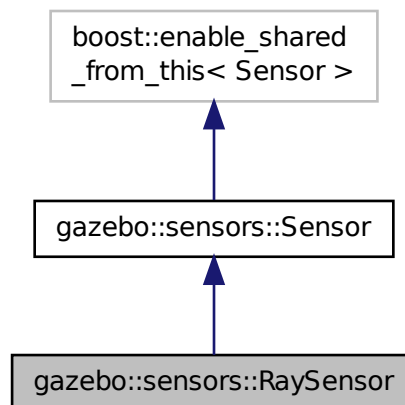 boost::enable_shared
_from_this< Sensor >
gazebo::sensors::Sensor
gazebo::sensors::RaySensor